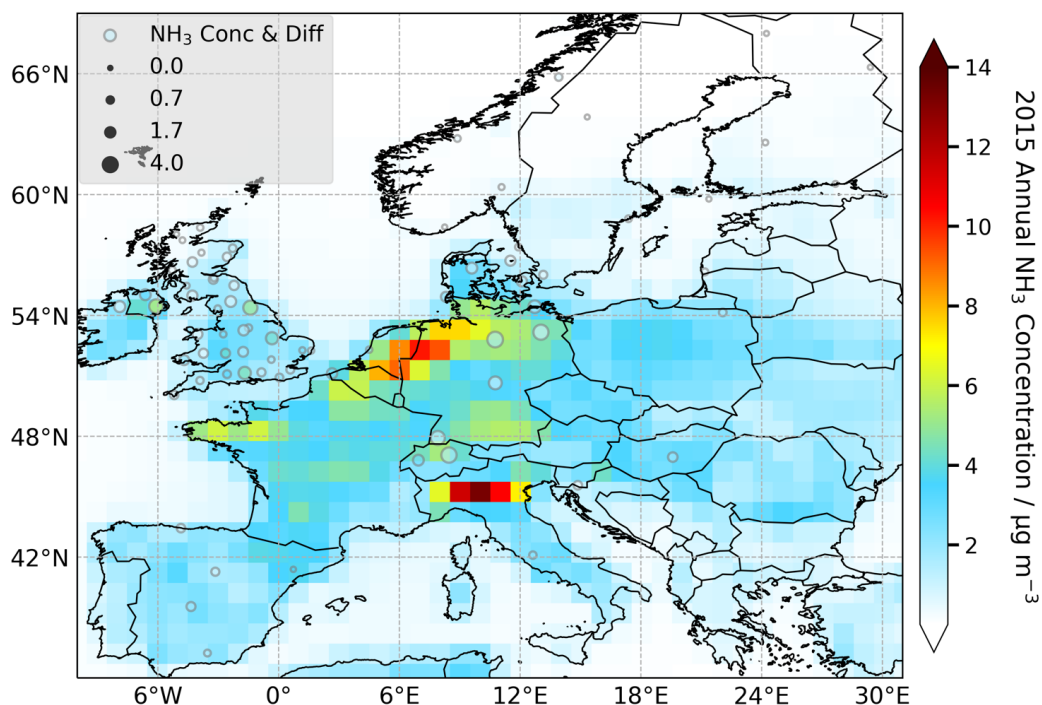 NH₃ Conc & Diff
0.0
0.7
1.7
4.0
66°N
60°N
54°N
48°N
42°N
6°W
0°
6°E
12°E
18°E
24°E
30°E
14
12
10
8
6
4
2
2015 Annual NH₃ Concentration / μg m⁻³